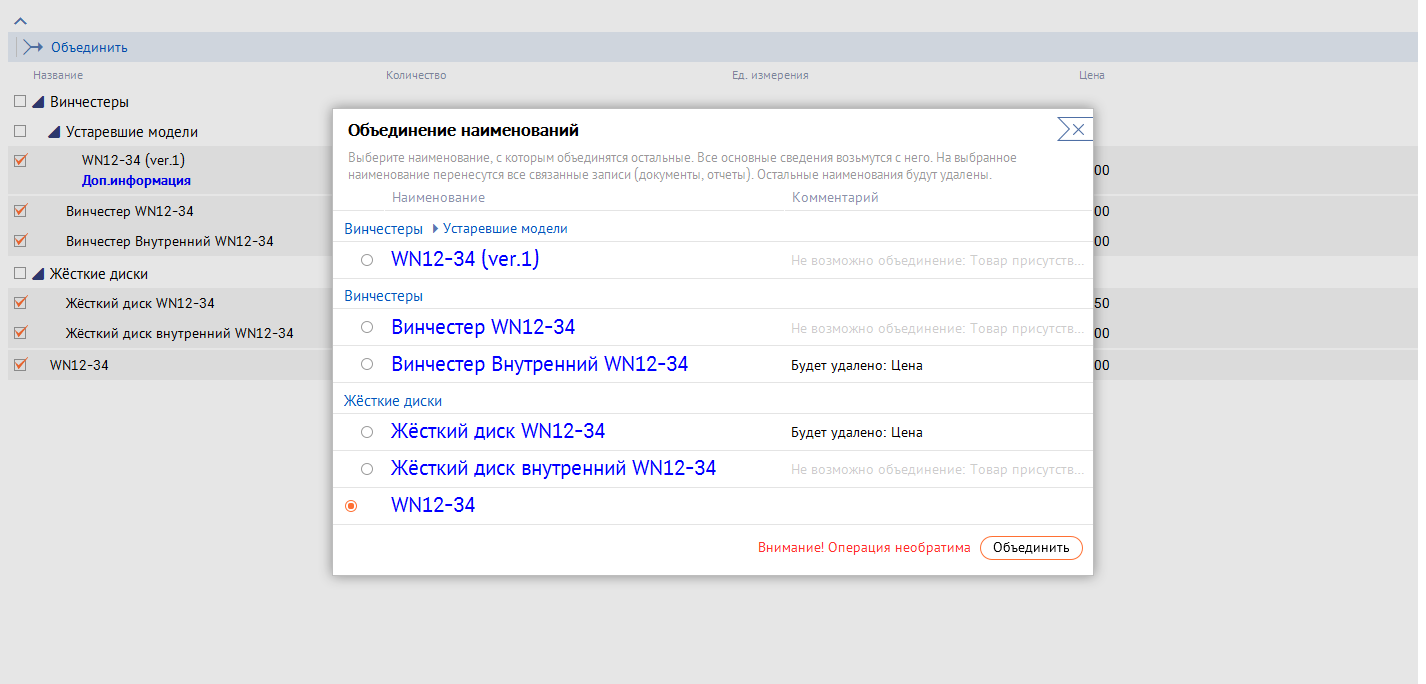 Объединить
Название Количество Ед. измерения Цена
Винчестеры
Устаревшие модели
WN12-34 (ver.1)
Доп.информация
00
Винчестер WN12-34 00
Винчестер Внутренний WN12-34 00
Жёсткие диски
Жёсткий диск WN12-34 50
Жёсткий диск внутренний WN12-34 00
WN12-34 00
Объединение наименований
Выберите наименование, с которым объединятся остальные. Все основные сведения возьмутся с него. На выбранное
наименование перенесутся все связанные записи (документы, отчеты). Остальные наименования будут удалены.
Наименование Комментарий
Винчестеры Устаревшие модели
WN12-34 (ver.1) Не возможно объединение: Товар присутств...
Винчестеры
Винчестер WN12-34 Не возможно объединение: Товар присутств...
Винчестер Внутренний WN12-34 Будет удалено: Цена
Жёсткие диски
Жёсткий диск WN12-34 Будет удалено: Цена
Жёсткий диск внутренний WN12-34 Не возможно объединение: Товар присутств...
WN12-34
Внимание! Операция необратима Объединить